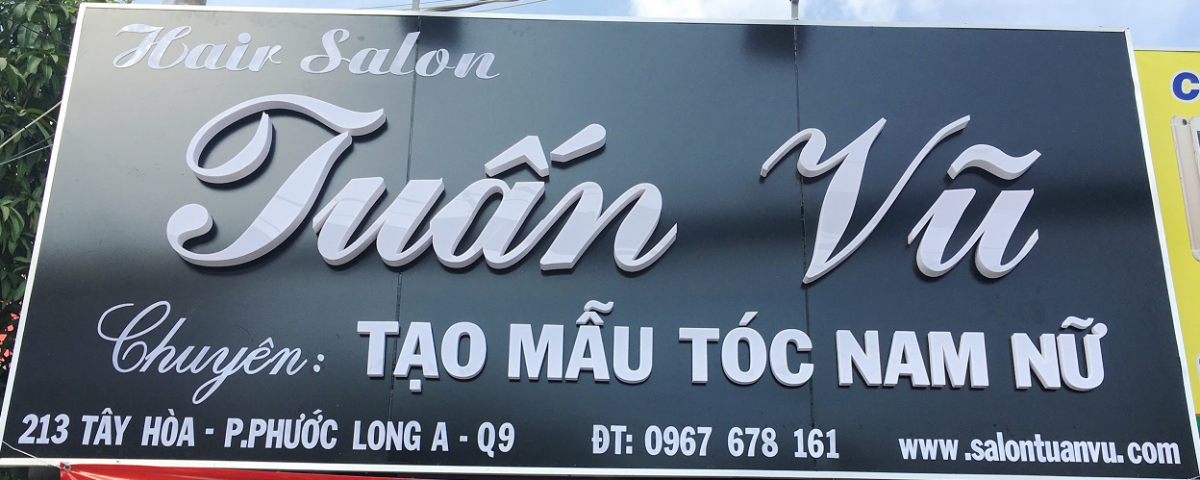 Hair Salon
Tuấn Vũ
Chuyên: TẠO MẪU TÓC NAM NỮ
213 TÂY HÒA - P.PHƯỚC LONG A - Q9 ĐT: 0967 678 161 www.salontuanvu.com
C